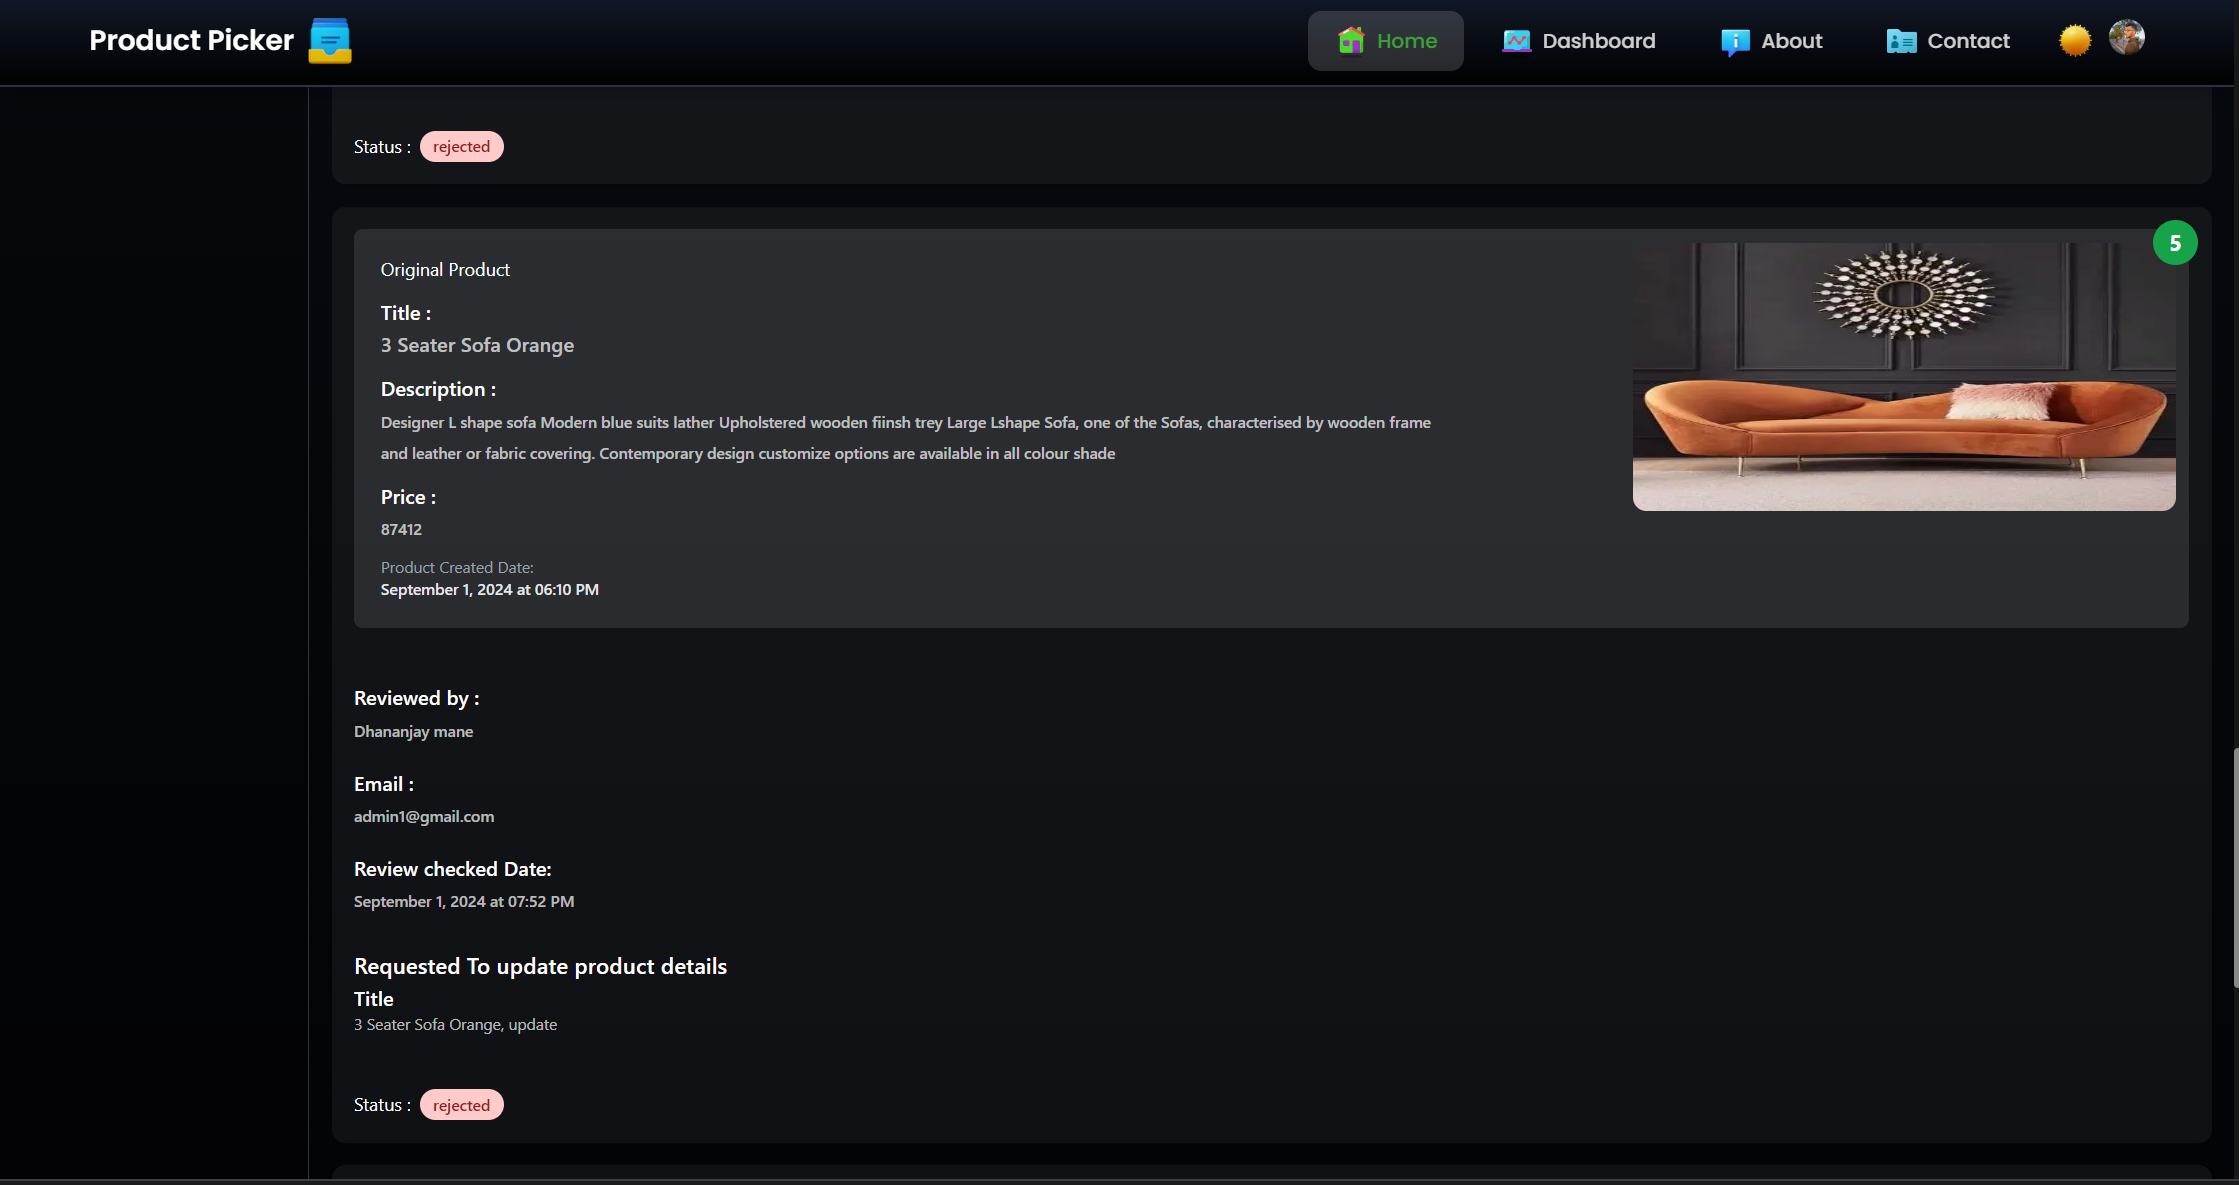 Product Picker
Home
Dashboard
About
Contact
Status : rejected
5
Original Product
Title :
3 Seater Sofa Orange
Description :
Designer L shape sofa Modern blue suits lather Upholstered wooden fiinsh trey Large Lshape Sofa, one of the Sofas, characterised by wooden frame
and leather or fabric covering. Contemporary design customize options are available in all colour shade
Price :
87412
Product Created Date:
September 1, 2024 at 06:10 PM
Reviewed by :
Dhananjay mane
Email :
admin1@gmail.com
Review checked Date:
September 1, 2024 at 07:52 PM
Requested To update product details
Title
3 Seater Sofa Orange, update
Status : rejected